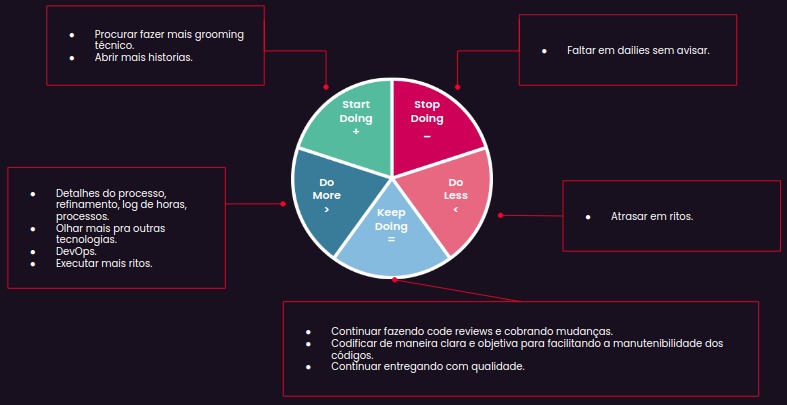 ● Procurar fazer mais grooming
técnico.
● Abrir mais historias.
● Faltar em dailies sem avisar.
Start
Doing
+
Stop
Doing
–
Do
More
>
Do
Less
<
Keep
Doing
=
● Detalhes do processo,
refinamento, log de horas,
processos.
● Olhar mais pra outras
tecnologias.
● DevOps.
● Executar mais ritos.
● Atrasar em ritos.
● Continuar fazendo code reviews e cobrando mudanças.
● Codificar de maneira clara e objetiva para facilitando a manutenibilidade dos
códigos.
● Continuar entregando com qualidade.